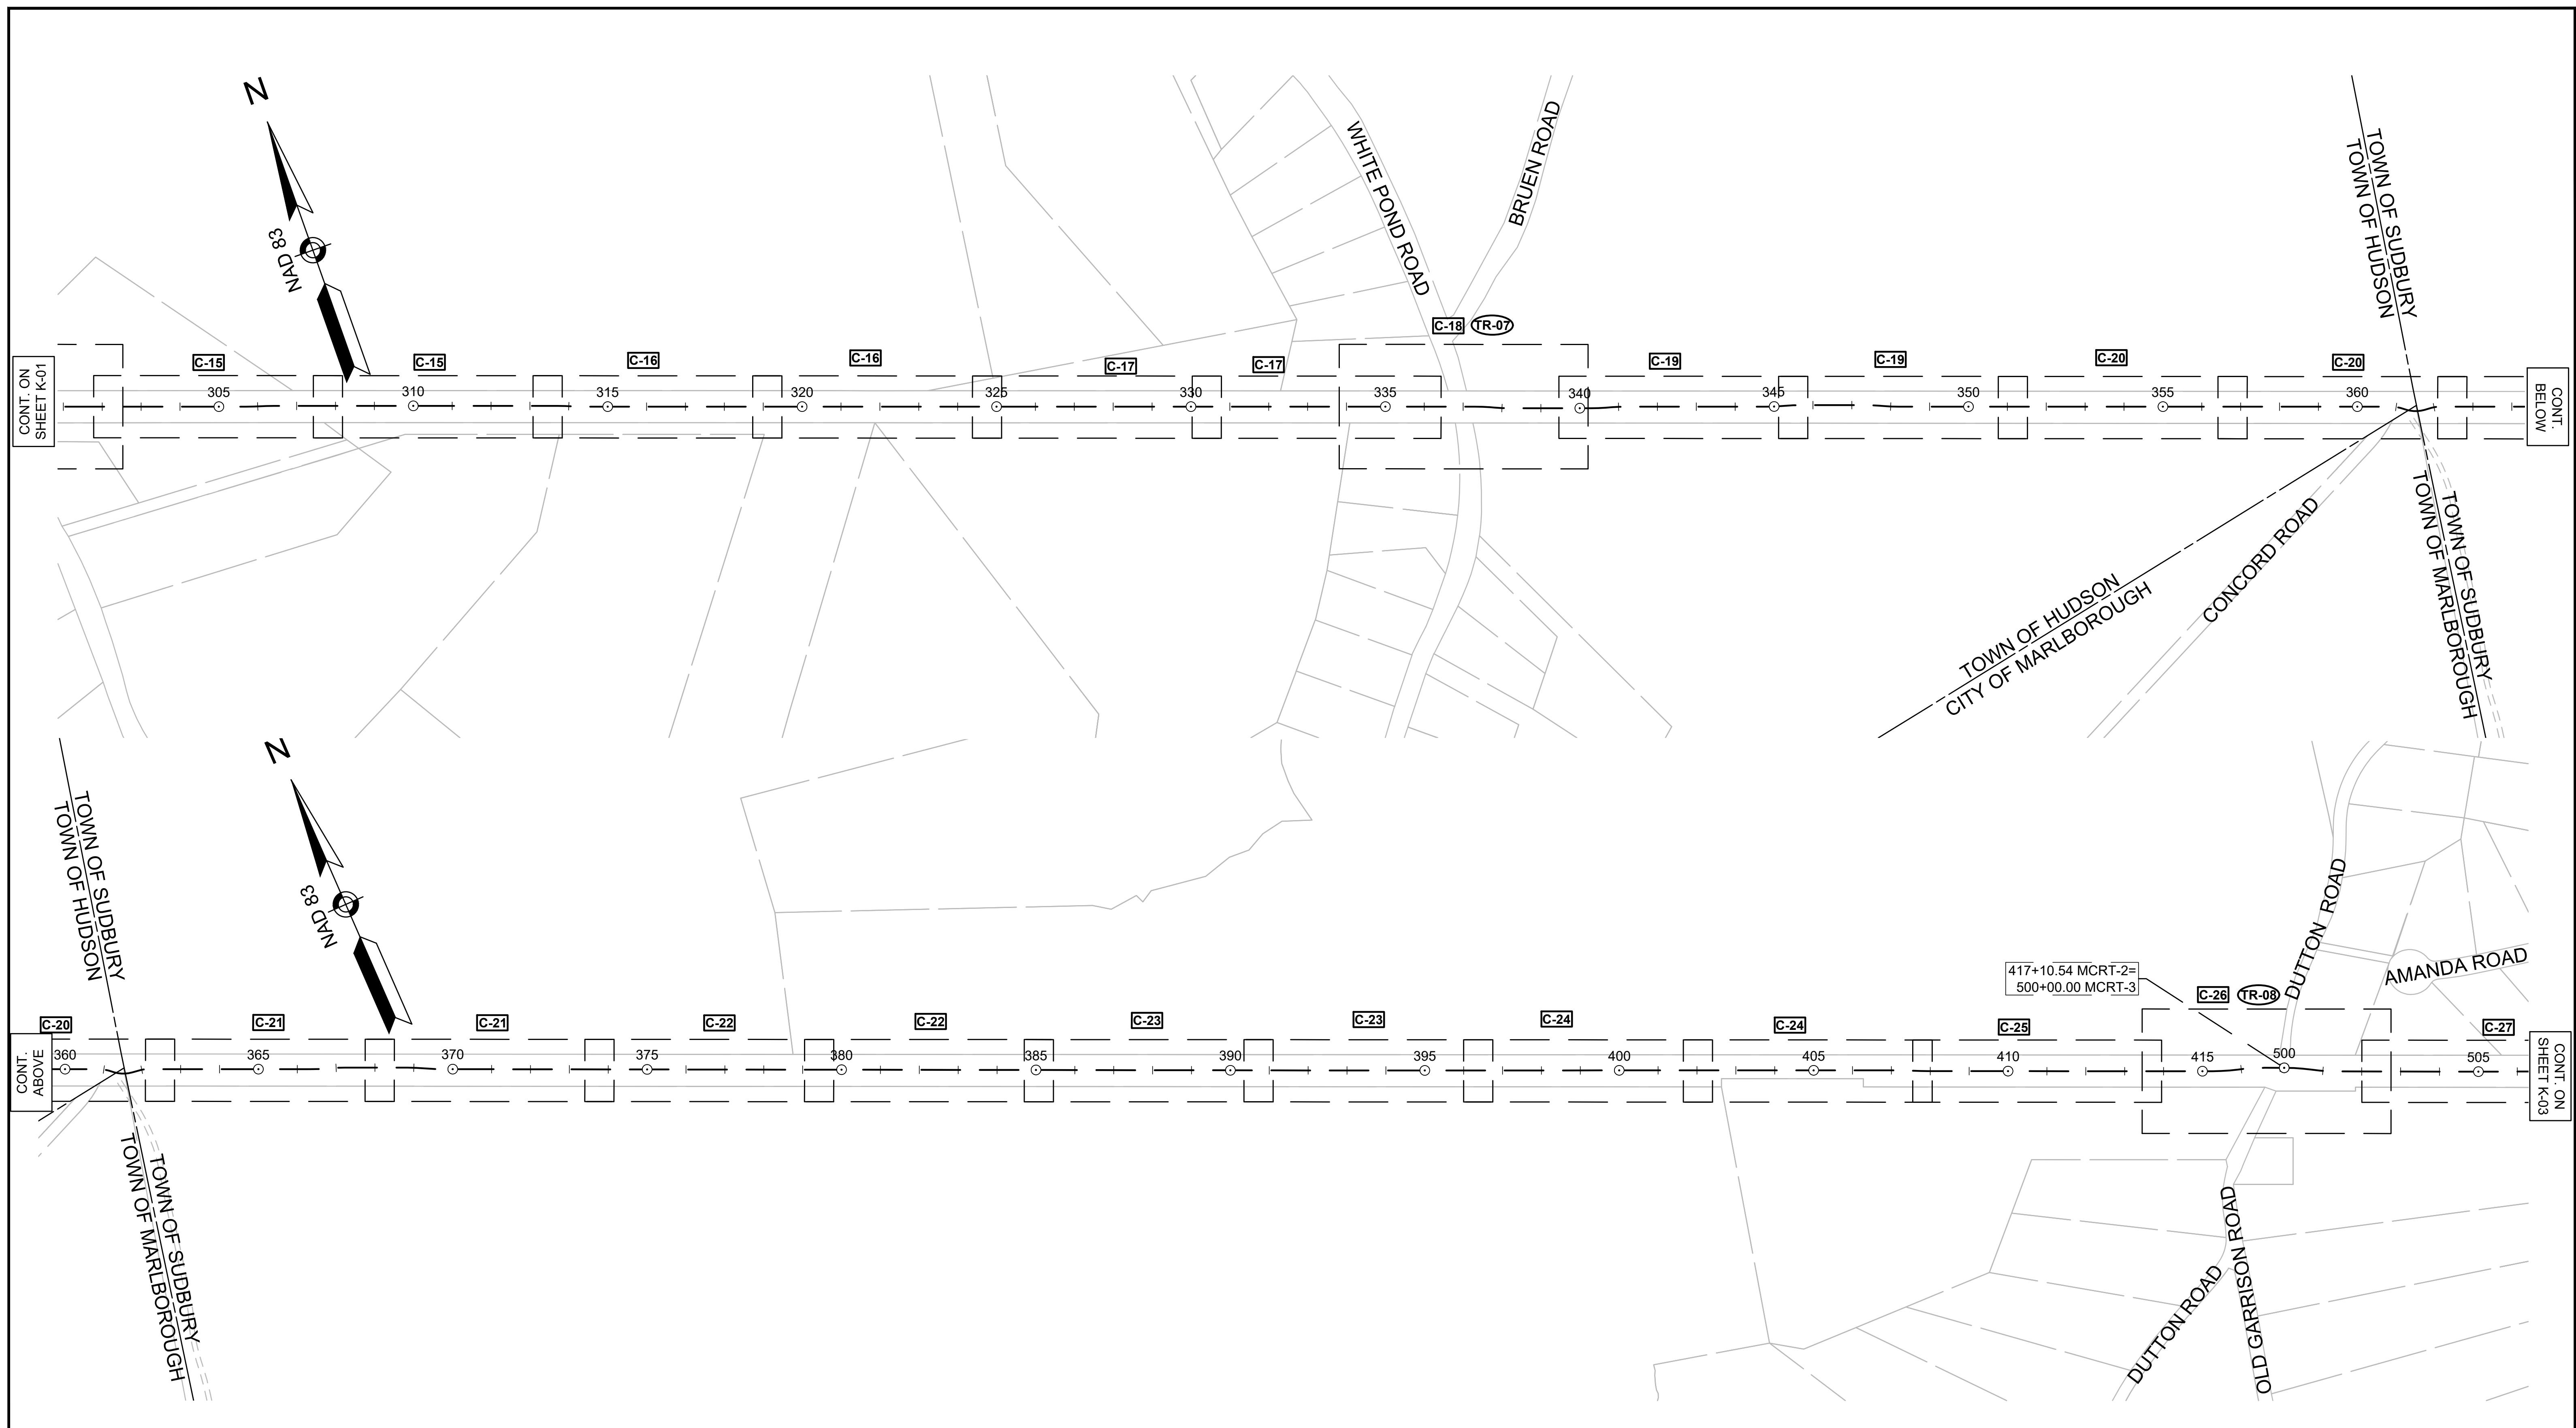 N
NAD 83
WHITE POND ROAD
BRUEN ROAD
TOWN OF SUDBURY
TOWN OF HUDSON
CONT. ON
SHEET K-01
C-15
C-15
C-16
C-16
C-17
C-17
C-18 TR-07
C-19
C-19
C-20
C-20
305
310
315
320
325
330
335
340
345
350
355
360
CONT.
BELOW
TOWN OF HUDSON
CITY OF MARLBOROUGH
CONCORD ROAD
TOWN OF SUDBURY
TOWN OF MARLBOROUGH
N
NAD 83
TOWN OF SUDBURY
TOWN OF HUDSON
DUTTON ROAD
AMANDA ROAD
417+10.54 MCRT-2=
500+00.00 MCRT-3
CONT.
ABOVE
C-20
C-21
C-21
C-22
C-22
C-23
C-23
C-24
C-24
C-25
C-26 TR-08
C-27
360
365
370
375
380
385
390
395
400
405
410
415
500
505
CONT. ON
SHEET K-03
TOWN OF SUDBURY
TOWN OF MARLBOROUGH
DUTTON ROAD
OLD GARRISON ROAD